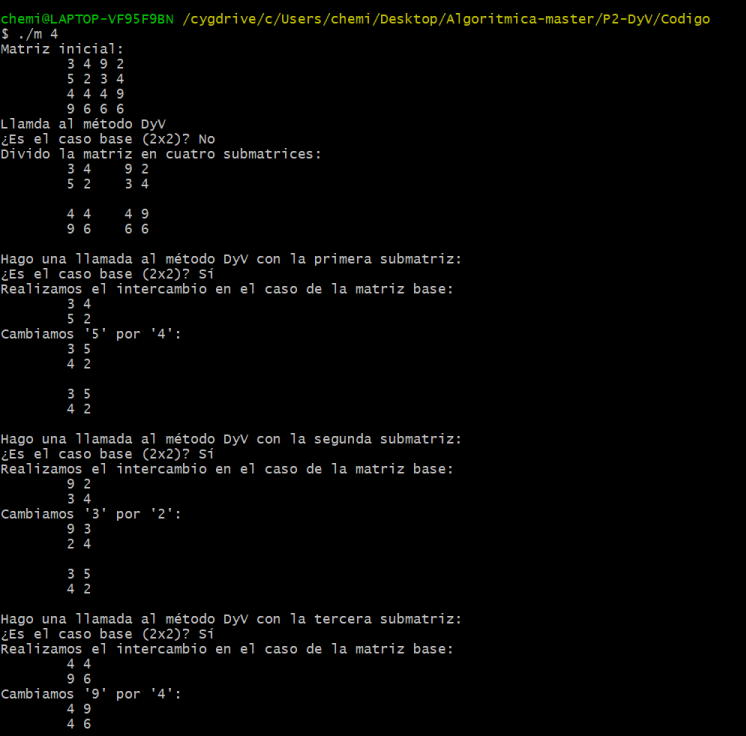 chemi@LAPTOP-VF95F9BN /cygdrive/c/Users/chemi/Desktop/Algoritmica-master/P2-DyV/Codigo
$ ./m 4
Matriz inicial:
3 4 9 2
5 2 3 4
4 4 4 9
9 6 6 6
Llamda al método DyV
¿Es el caso base (2x2)? No
Divido la matriz en cuatro submatrices:
3 4 9 2
5 2 3 4
4 4 4 9
9 6 6 6
Hago una llamada al método DyV con la primera submatriz:
¿Es el caso base (2x2)? Sí
Realizamos el intercambio en el caso de la matriz base:
3 4
5 2
Cambiamos '5' por '4':
3 5
4 2
3 5
4 2
Hago una llamada al método DyV con la segunda submatriz:
¿Es el caso base (2x2)? Sí
Realizamos el intercambio en el caso de la matriz base:
9 2
3 4
Cambiamos '3' por '2':
9 3
2 4
3 5
4 2
Hago una llamada al método DyV con la tercera submatriz:
¿Es el caso base (2x2)? Sí
Realizamos el intercambio en el caso de la matriz base:
4 4
9 6
Cambiamos '9' por '4':
4 9
4 6